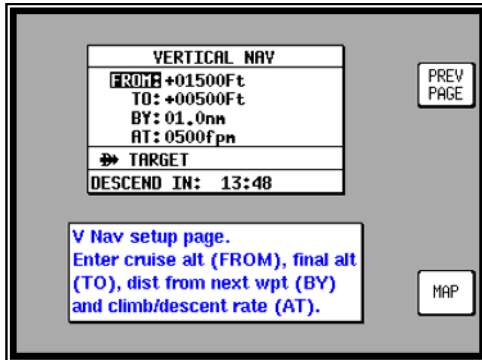 VERTICAL NAV
FROM: +01500Ft
TO: +00500Ft
BY: 01.0nm
AT: 0500fpm
TARGET
DESCEND IN: 13:48
PREV
PAGE
V Nav setup page.
Enter cruise alt (FROM), final alt
(TO), dist from next wpt (BY)
and climb/descent rate (AT).
MAP